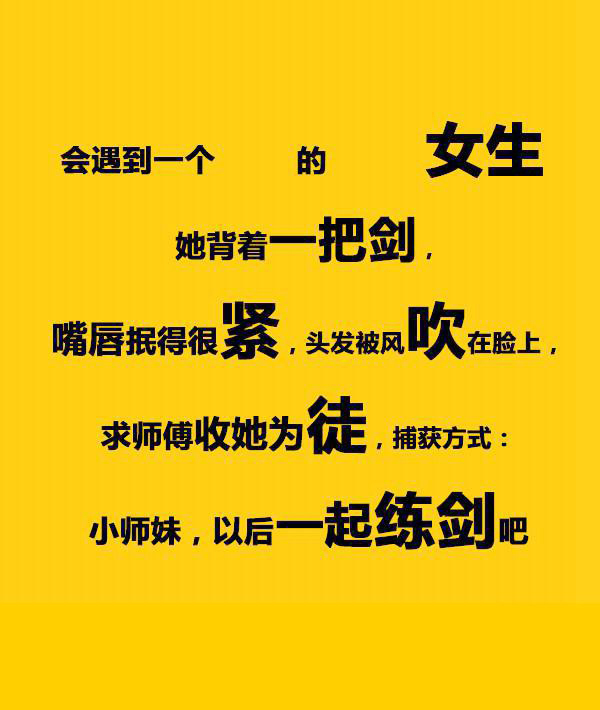 会遇到一个 的 女生
她背着一把剑，
嘴唇抿得很紧，头发被风吹在脸上，
求师傅收她为徒，捕获方式：
小师妹，以后一起练剑吧